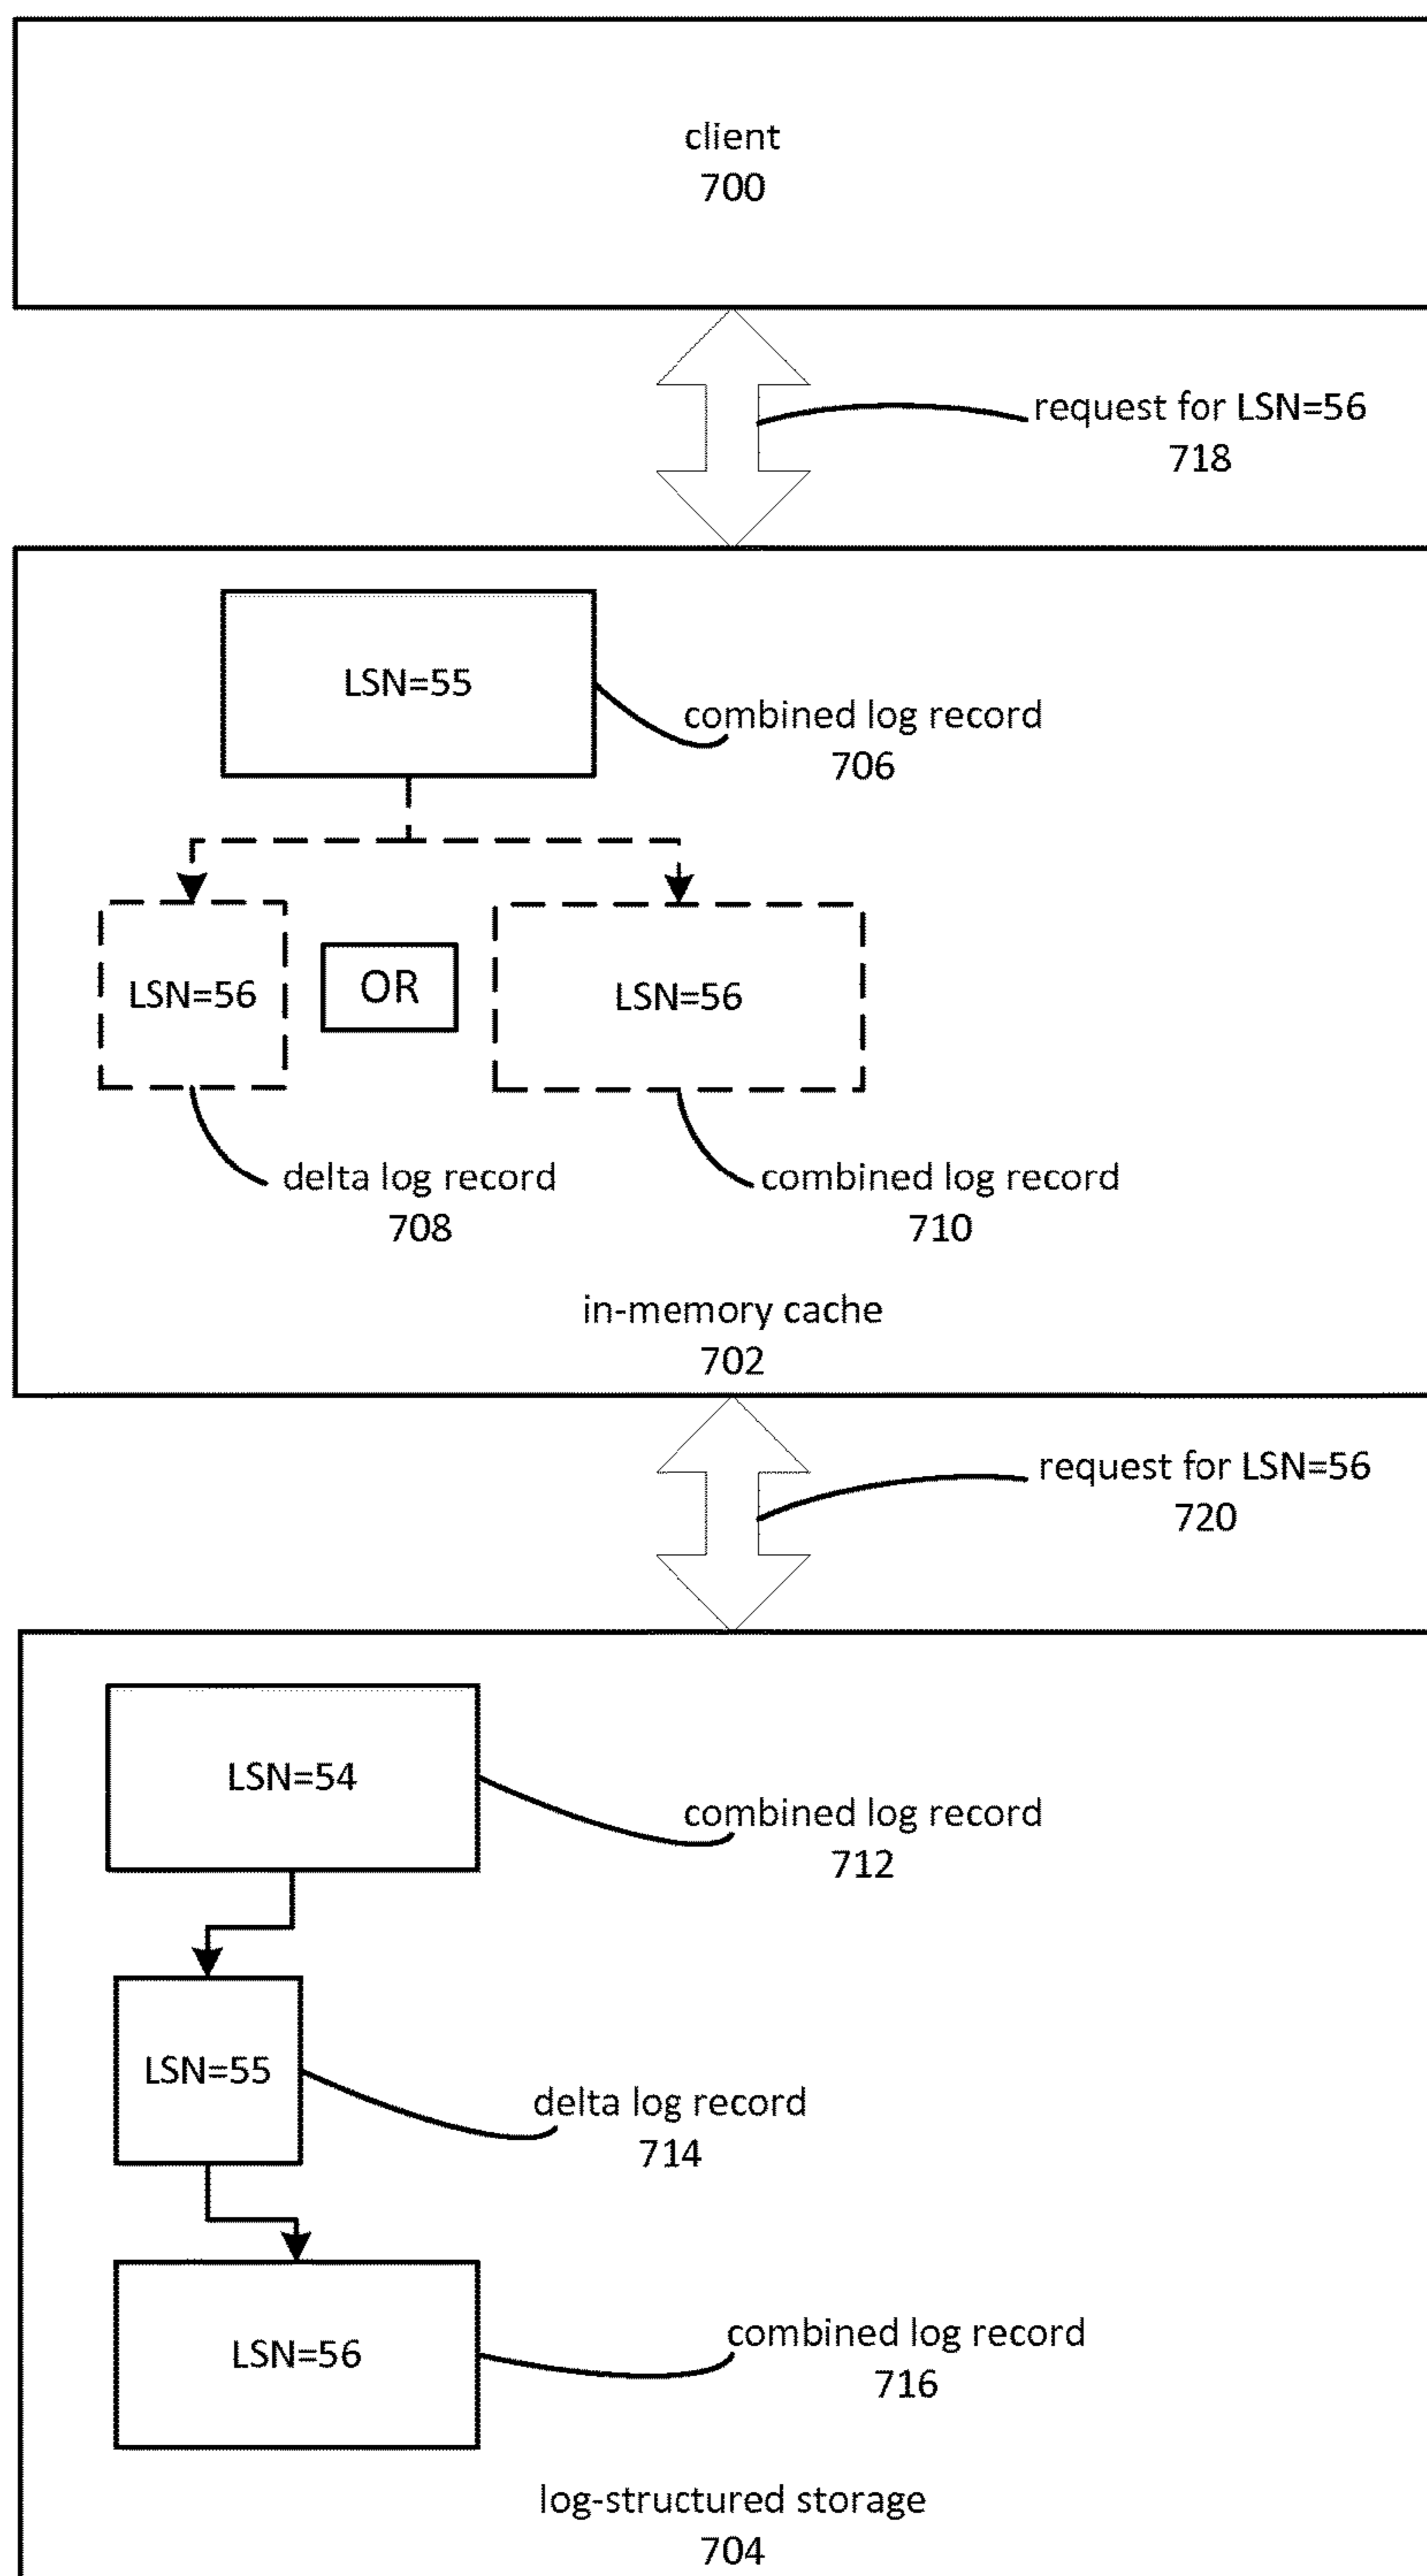 client
700
request for LSN=56
718
LSN=55
combined log record
706
LSN=56
OR
LSN=56
delta log record
708
combined log record
710
in-memory cache
702
request for LSN=56
720
LSN=54
combined log record
712
LSN=55
delta log record
714
LSN=56
combined log record
716
log-structured storage
704